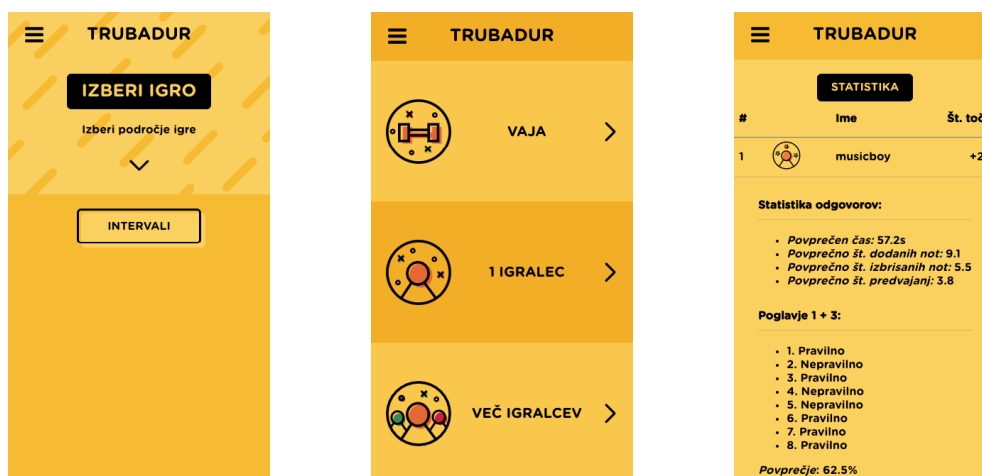 TRUBADUR
IZBERI IGRO
Izberi področje igre
INTERVALI
TRUBADUR
VAJA
1 IGRALEC
VEČ IGRALCEV
TRUBADUR
STATISTIKA
# Ime Št. toč
1 musicboy +2
Statistika odgovorov:
• Povprečen čas: 57.2s
• Povprečno št. dodanih not: 9.1
• Povprečno št. izbrisanih not: 5.5
• Povprečno št. predvajanj: 3.8
Poglavje 1 + 3:
• 1. Pravilno
• 2. Nepravilno
• 3. Pravilno
• 4. Nepravilno
• 5. Nepravilno
• 6. Pravilno
• 7. Pravilno
• 8. Pravilno
Povprečje: 62.5%